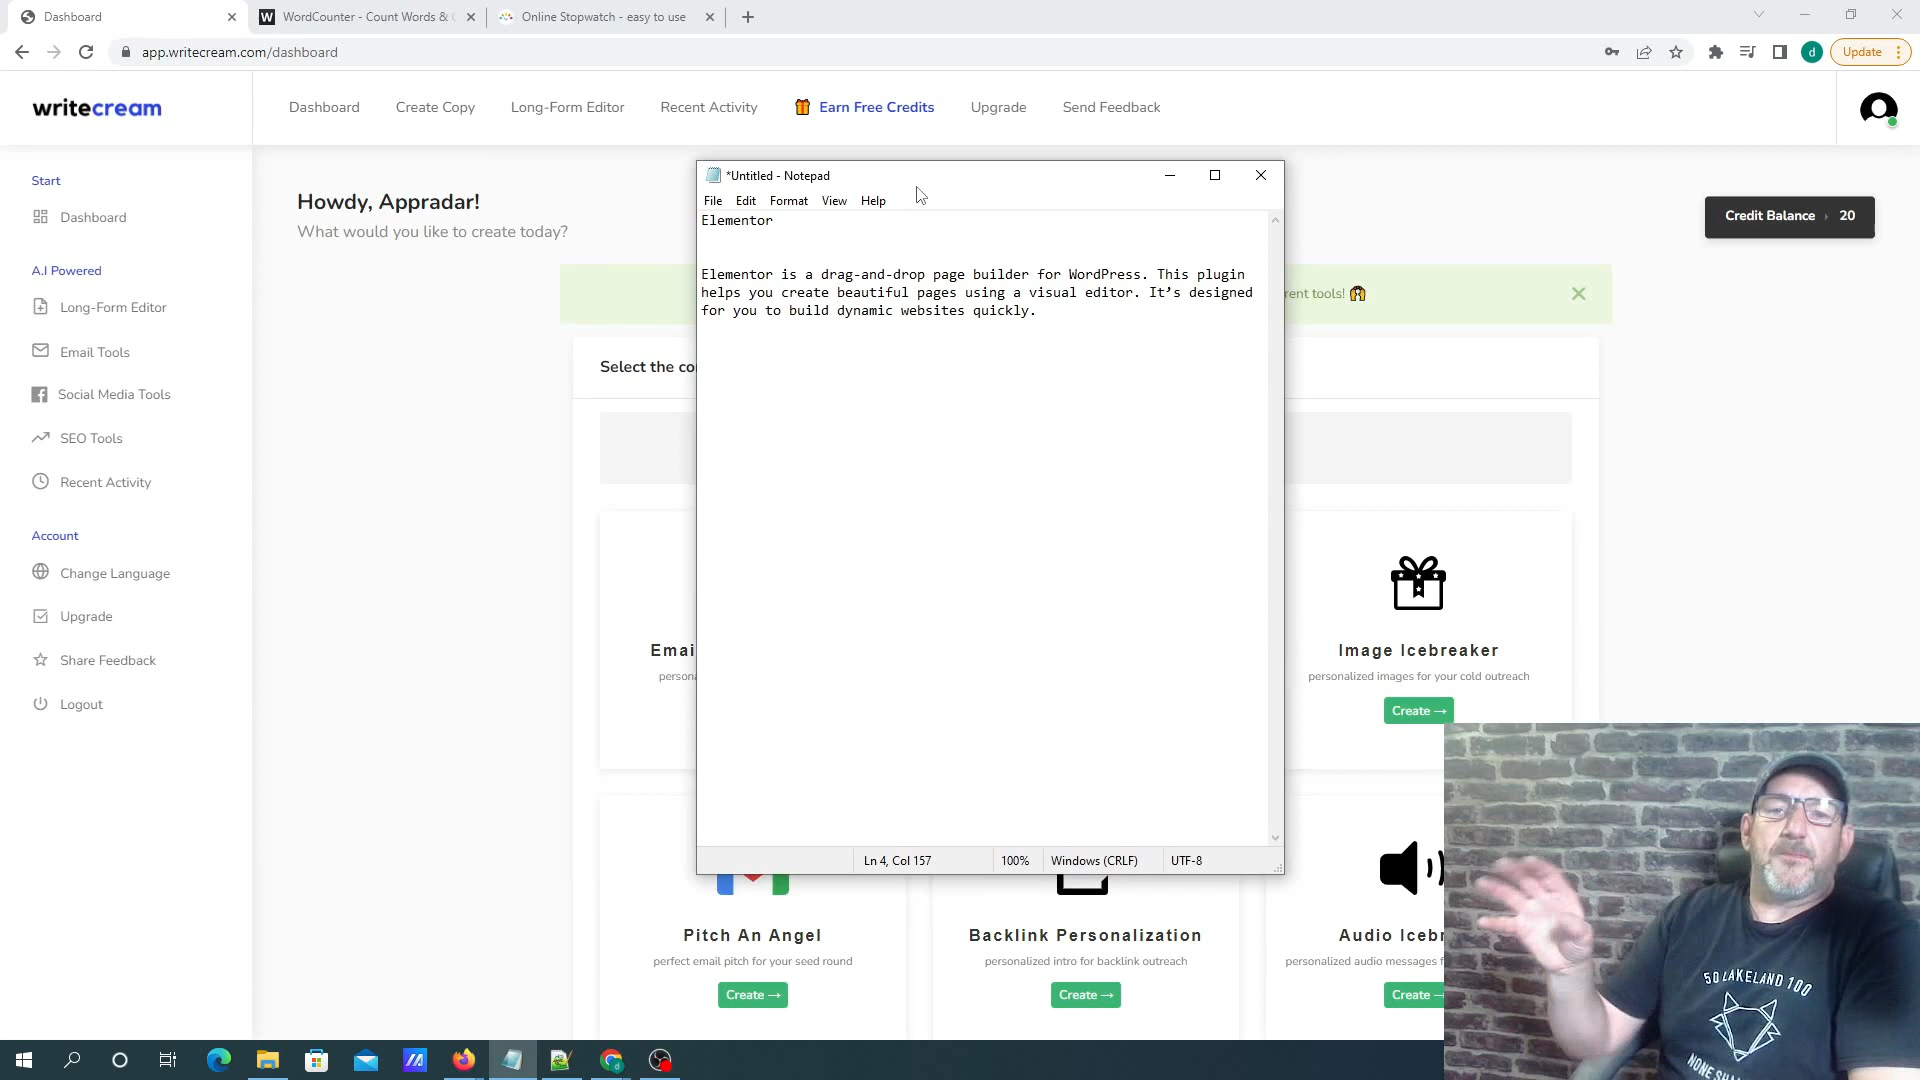 Dashboard
WordCounter - Count Words &
Online Stopwatch - easy to use
app.writecream.com/dashboard
d
Update
writecream
Dashboard
Create Copy
Long-Form Editor
Recent Activity
Earn Free Credits
Upgrade
Send Feedback
Start
Dashboard
A.I Powered
Long-Form Editor
Email Tools
Social Media Tools
SEO Tools
Recent Activity
Account
Change Language
Upgrade
Share Feedback
Logout
Howdy, Appradar!
What would you like to create today?
Credit Balance 20
rent tools!
Select the co
*Untitled - Notepad
File Edit Format View Help
Elementor
Elementor is a drag-and-drop page builder for WordPress. This plugin
helps you create beautiful pages using a visual editor. It’s designed
for you to build dynamic websites quickly.
Ln 4, Col 157
100%
Windows (CRLF)
UTF-8
Emai
person
Image Icebreaker
personalized images for your cold outreach
Create →
Pitch An Angel
perfect email pitch for your seed round
Create →
Backlink Personalization
personalized intro for backlink outreach
Create →
Audio Iceb
personalized audio messages f
Create
50 LAKELAND 100
NONE SHA